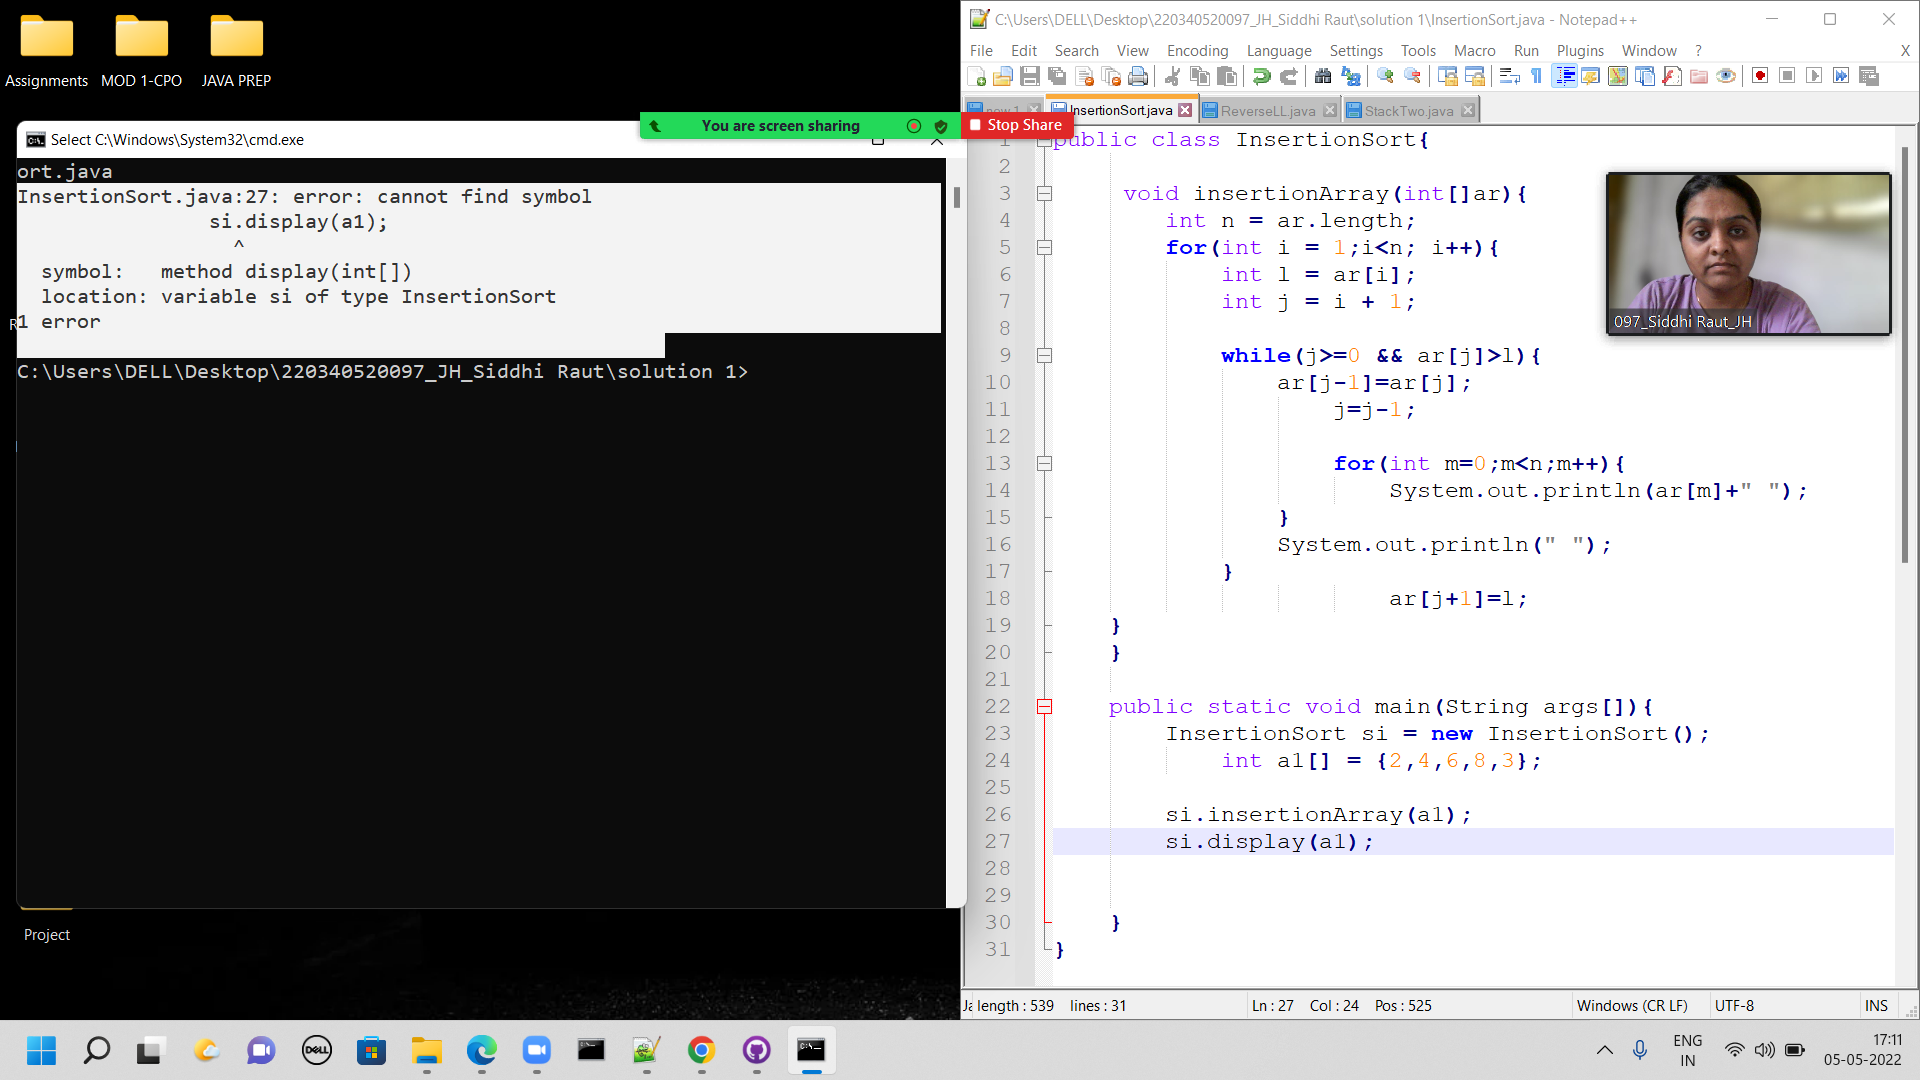 Assignments
MOD 1-CPO
JAVA PREP
Select C:\Windows\System32\cmd.exe
ort.java
InsertionSort.java:27: error: cannot find symbol
                si.display(a1);
                  ^
  symbol:   method display(int[])
  location: variable si of type InsertionSort
1 error
C:\Users\DELL\Desktop\220340520097_JH_Siddhi Raut\solution 1>
Project
You are screen sharing
Stop Share
C:\Users\DELL\Desktop\220340520097_JH_Siddhi Raut\solution 1\InsertionSort.java - Notepad++
File Edit Search View Encoding Language Settings Tools Macro Run Plugins Window ? X
new 1 InsertionSort.java ReverseLL.java StackTwo.java
1 public class InsertionSort{
2
3 void insertionArray(int[]ar){
4 int n = ar.length;
5 for(int i = 1;i<n; i++){
6 int l = ar[i];
7 int j = i + 1;
8
9 while(j>=0 && ar[j]>l){
10 ar[j-1]=ar[j];
11 j=j-1;
12
13 for(int m=0;m<n;m++){
14 System.out.println(ar[m]+" ");
15 }
16 System.out.println(" ");
17 }
18 ar[j+1]=l;
19 }
20 }
21
22 public static void main(String args[]){
23 InsertionSort si = new InsertionSort();
24 int a1[] = {2,4,6,8,3};
25
26 si.insertionArray(a1);
27 si.display(a1);
28
29
30 }
31 }
097_Siddhi Raut_JH
Ja length : 539 lines : 31 Ln : 27 Col : 24 Pos : 525 Windows (CR LF) UTF-8 INS
DELL
ENG
IN
17:11
05-05-2022